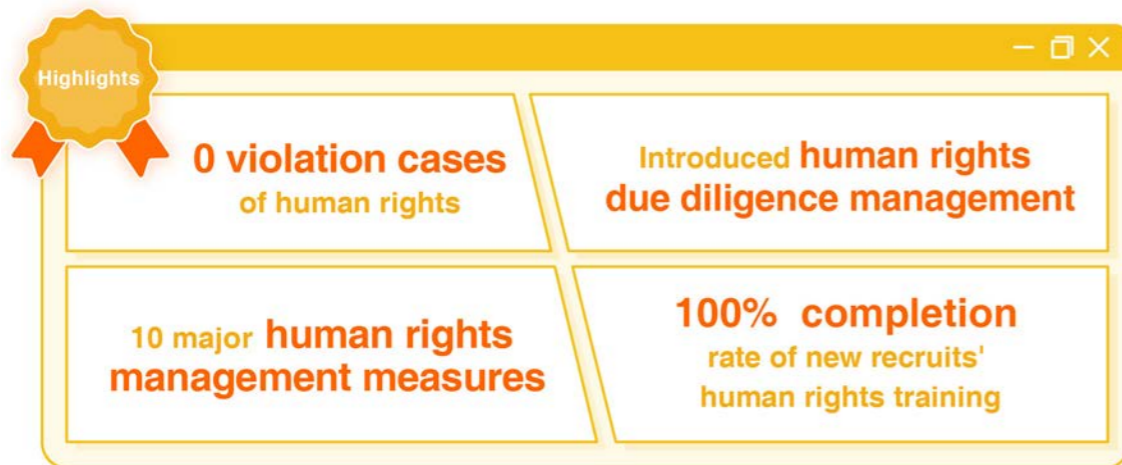 Highlights
0 violation cases
of human rights
Introduced human rights
due diligence management
10 major human rights
management measures
100% completion
rate of new recruits'
human rights training